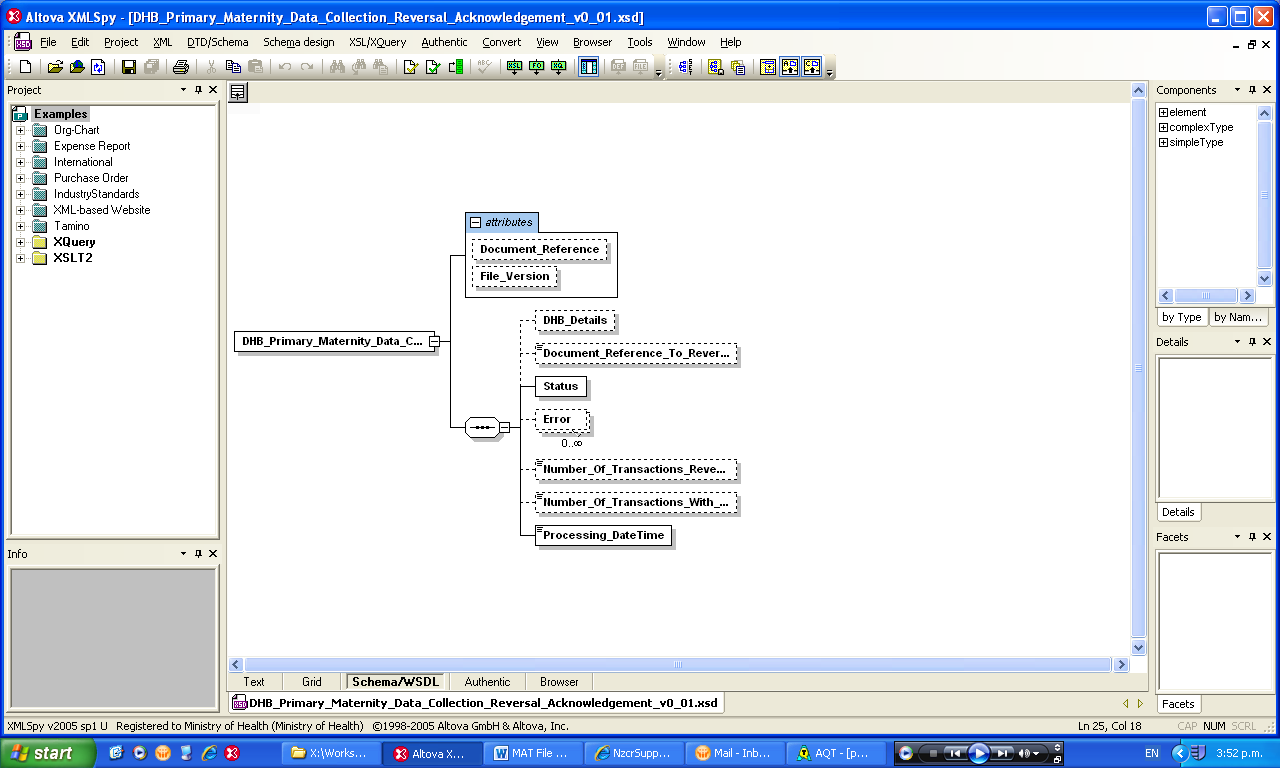 Altova XMLSpy - [DHB_Primary_Maternity_Data_Collection_Reversal_Acknowledgement_v0_01.xsd]
File Edit Project XML DTD/Schema Schema design XSL/XQuery Authentic Convert View Browser Tools Window Help
Project
Examples
Org-Chart
Expense Report
International
Purchase Order
IndustryStandards
XML-based Website
Tamino
XQuery
XSLT2
Info
attributes
Document_Reference
File_Version
DHB_Primary_Maternity_Data_C...
DHB_Details
Document_Reference_To_Rever...
Status
Error
0..∞
Number_Of_Transactions_Reve...
Number_Of_Transactions_With_...
Processing_DateTime
Components
element
complexType
simpleType
by Type by Nam...
Details
Details
Facets
Facets
Text Grid Schema/WSDL Authentic Browser
DHB_Primary_Maternity_Data_Collection_Reversal_Acknowledgement_v0_01.xsd
XMLSpy v2005 sp1 U Registered to Ministry of Health (Ministry of Health) ©1998-2005 Altova GmbH & Altova, Inc. Ln 25, Col 18 CAP NUM SCRL
start X:\Works... Altova X... MAT File ... NzcrSupp... Mail - Inb... AQT - [p... EN 3:52 p.m.